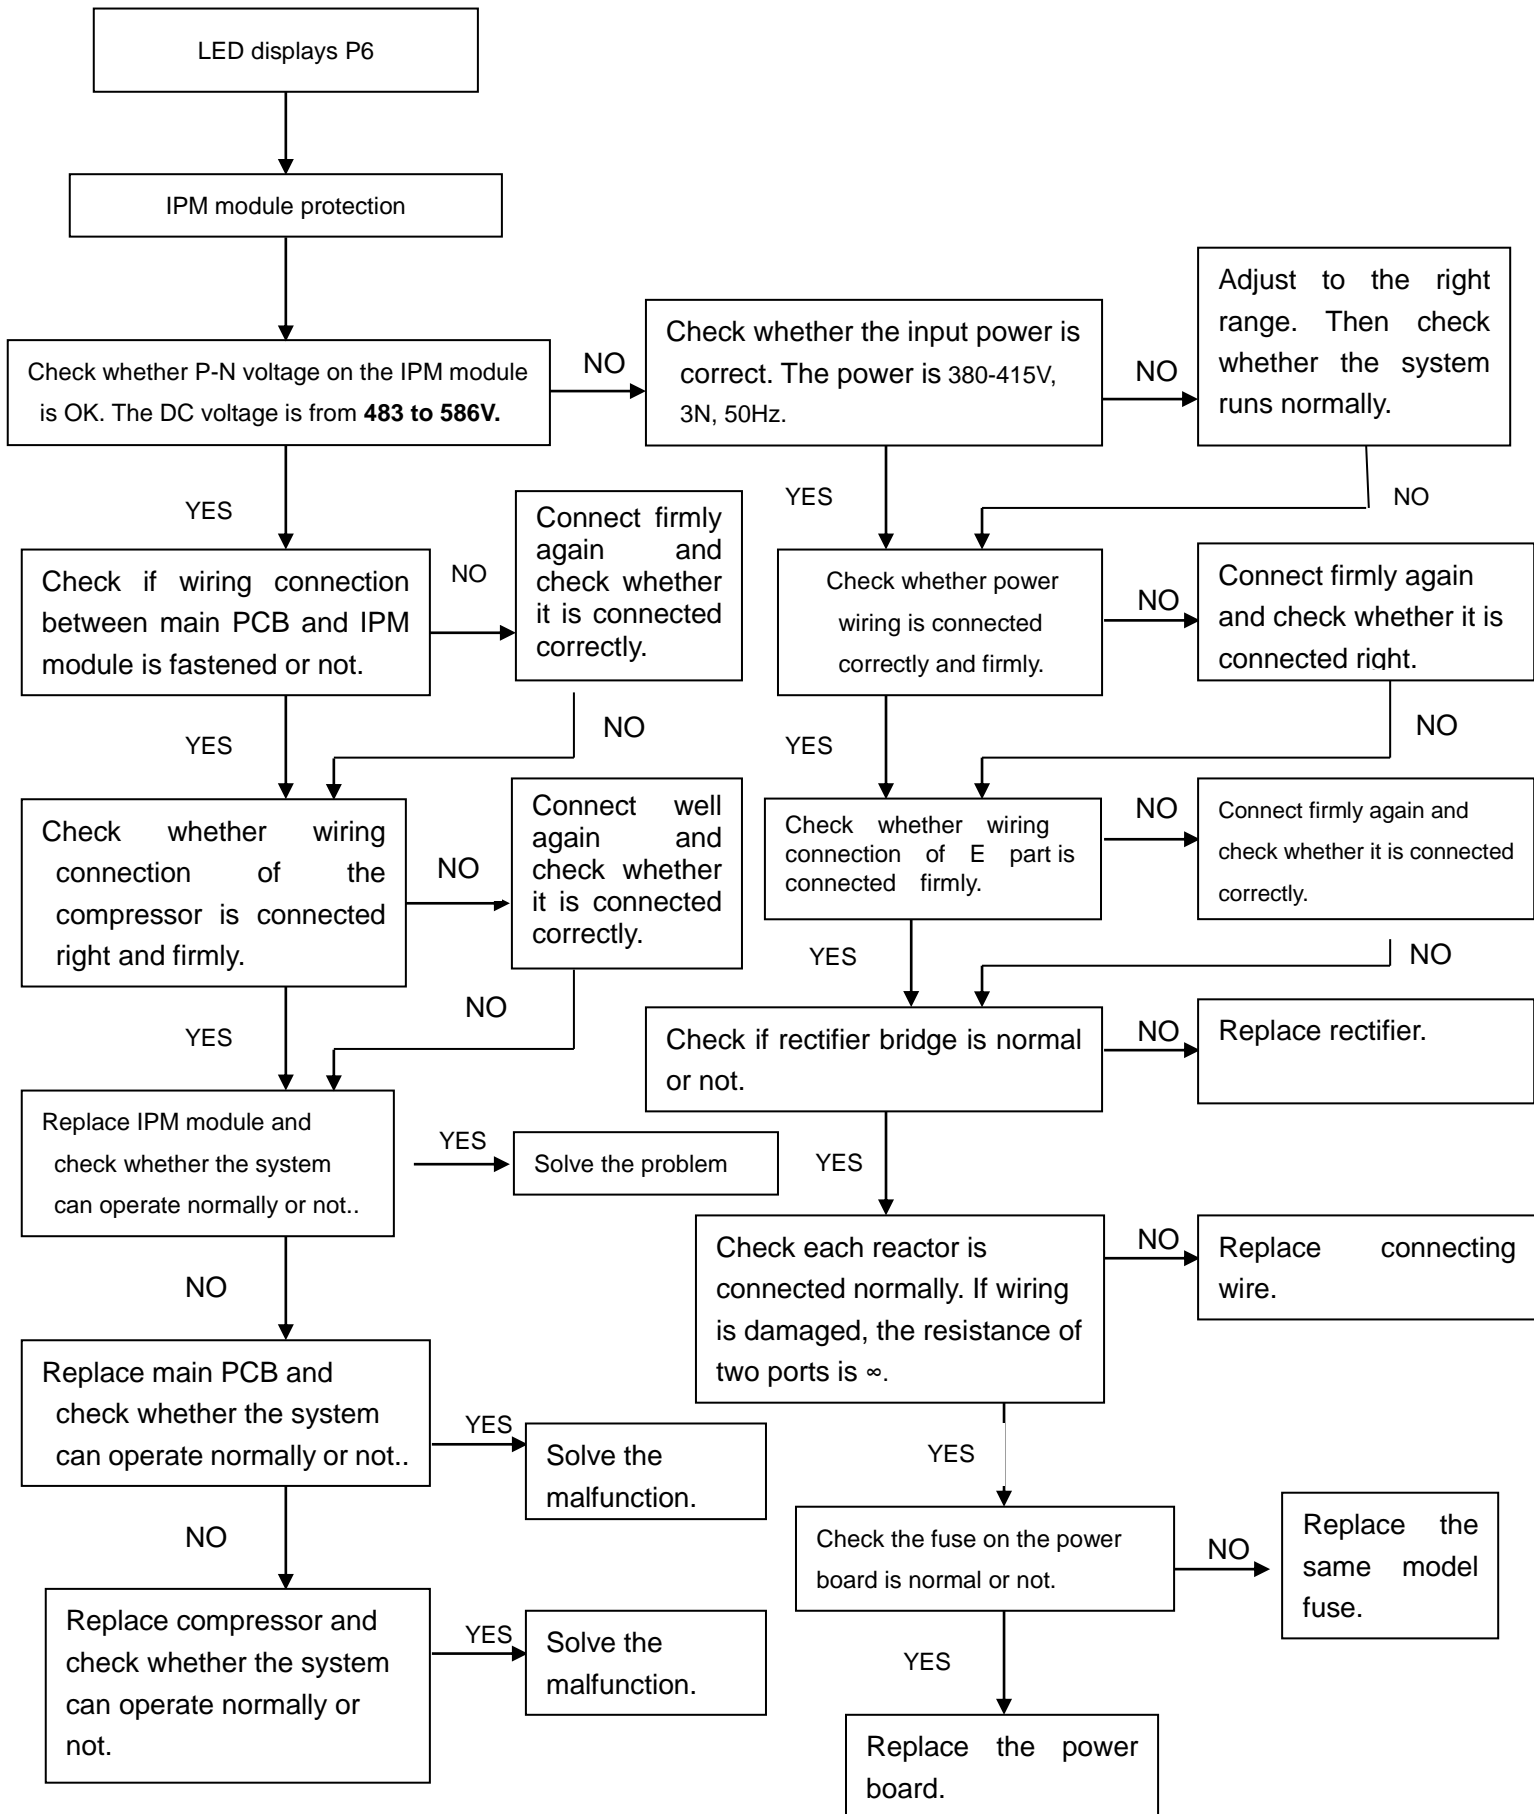 LED displays P6
IPM module protection
Check whether P-N voltage on the IPM module
is OK. The DC voltage is from 483 to 586V.
NO
Check whether the input power is
correct. The power is 380-415V,
3N, 50Hz.
NO
Adjust to the right
range. Then check
whether the system
runs normally.
YES
YES
NO
Check if wiring connection
between main PCB and IPM
module is fastened or not.
NO
Connect firmly
again and
check whether
it is connected
correctly.
Check whether power
wiring is connected
correctly and firmly.
NO
Connect firmly again
and check whether it is
connected right.
YES
NO
YES
NO
Check whether wiring
connection of the
compressor is connected
right and firmly.
NO
Connect well
again and
check whether
it is connected
correctly.
Check whether wiring
connection of E part is
connected firmly.
NO
Connect firmly again and
check whether it is connected
correctly.
YES
NO
YES
NO
Check if rectifier bridge is normal
or not.
NO
Replace rectifier.
Replace IPM module and
check whether the system
can operate normally or not..
YES
Solve the problem
YES
NO
Check each reactor is
connected normally. If wiring
is damaged, the resistance of
two ports is ∞.
NO
Replace connecting
wire.
Replace main PCB and
check whether the system
can operate normally or not..
YES
Solve the
malfunction.
YES
NO
Check the fuse on the power
board is normal or not.
NO
Replace the
same model
fuse.
Replace compressor and
check whether the system
can operate normally or
not.
YES
Solve the
malfunction.
YES
Replace the power
board.